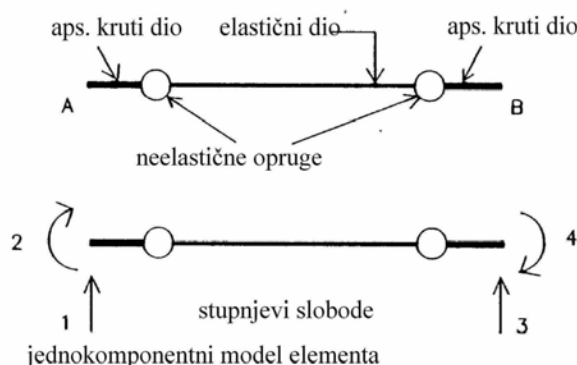 aps. kruti dio elastični dio aps. kruti dio
A B
neelastične opruge
2 4
1 stupnjevi slobode 3
jednokomponentni model elementa